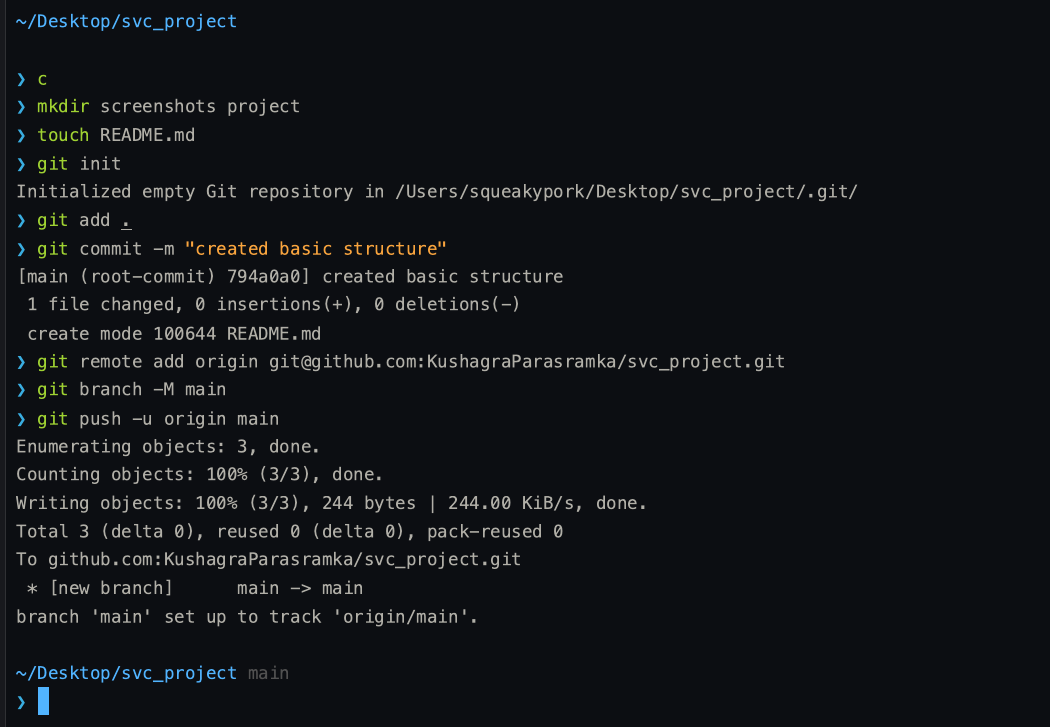 ~/Desktop/svc_project
❯ c
❯ mkdir screenshots project
❯ touch README.md
❯ git init
Initialized empty Git repository in /Users/squeakypork/Desktop/svc_project/.git/
❯ git add .
❯ git commit -m "created basic structure"
[main (root-commit) 794a0a0] created basic structure
 1 file changed, 0 insertions(+), 0 deletions(-)
 create mode 100644 README.md
❯ git remote add origin git@github.com:KushagraParasramka/svc_project.git
❯ git branch -M main
❯ git push -u origin main
Enumerating objects: 3, done.
Counting objects: 100% (3/3), done.
Writing objects: 100% (3/3), 244 bytes | 244.00 KiB/s, done.
Total 3 (delta 0), reused 0 (delta 0), pack-reused 0
To github.com:KushagraParasramka/svc_project.git
 * [new branch]      main -> main
branch 'main' set up to track 'origin/main'.
~/Desktop/svc_project main
❯